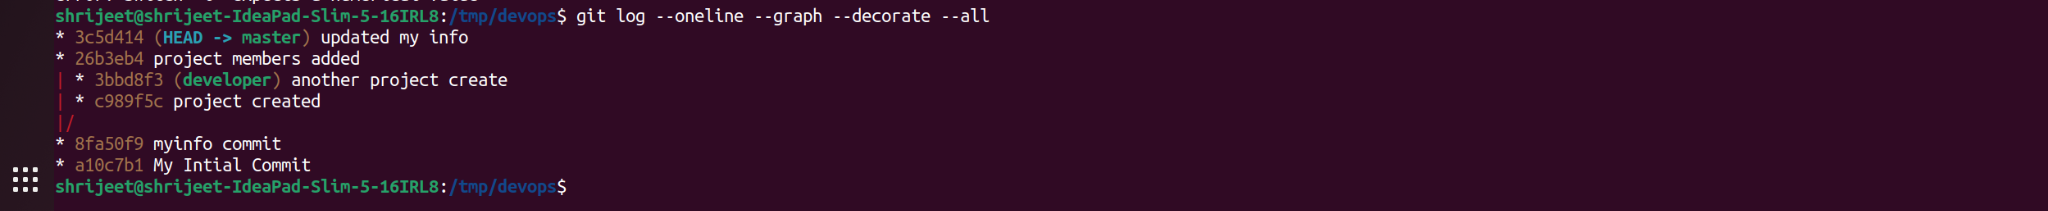 shrijeet@shrijeet-IdeaPad-Slim-5-16IRL8:/tmp/devops$ git log --oneline --graph --decorate --all
* 3c5d414 (HEAD -> master) updated my info
* 26b3eb4 project members added
| * 3bbd8f3 (developer) another project create
| * c989f5c project created
|/
* 8fa50f9 myinfo commit
* a10c7b1 My Intial Commit
shrijeet@shrijeet-IdeaPad-Slim-5-16IRL8:/tmp/devops$